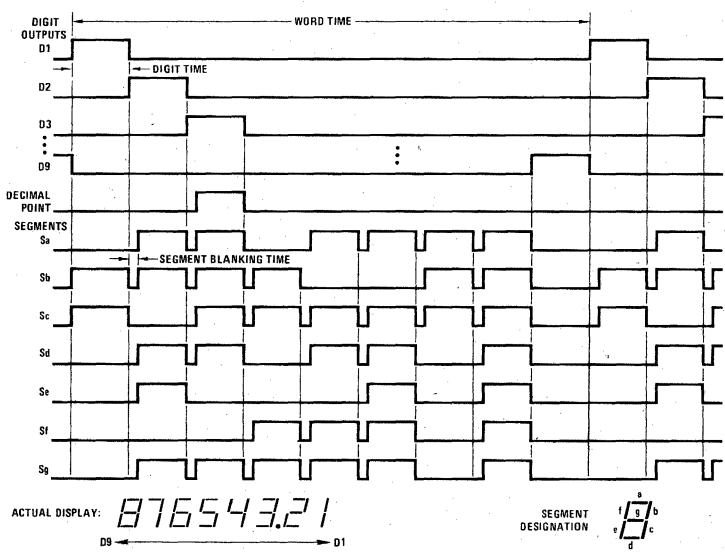 DIGIT OUTPUTS
WORD TIME
D1
DIGIT TIME
D2
D3
D9
DECIMAL POINT
SEGMENTS
Sa
SEGMENT BLANKING TIME
Sb
Sc
Sd
Se
Sf
Sg
ACTUAL DISPLAY: 876543.21
D9 D1
SEGMENT DESIGNATION
a
f g b
e c
d